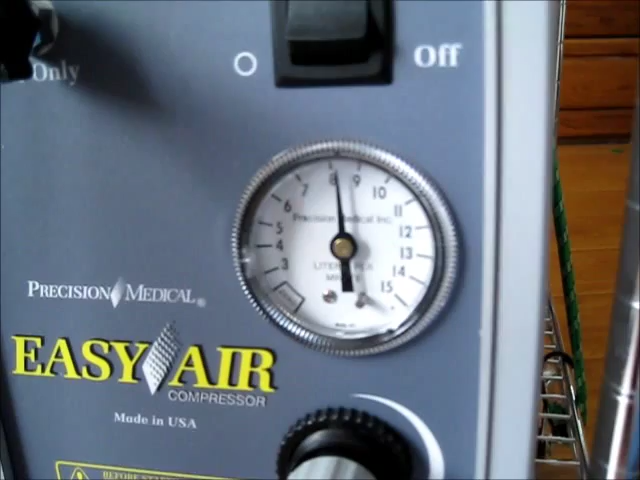 Only
O Off
7 8 9 10
6 11
Precision Medical Inc.
5 12
4 13
LITERS PER
3 14
MINUTE
15
PRECISION MEDICAL®
EASY AIR
COMPRESSOR
Made in USA